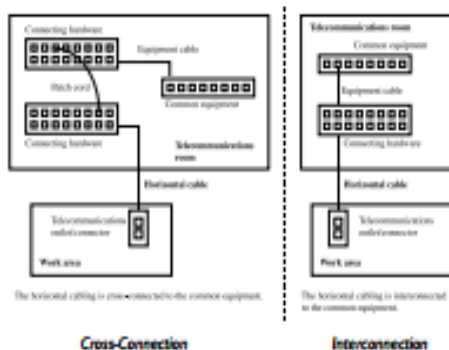 Connecting hardware
Equipment cable
Patch cord
Common equipment
Connecting hardware
Telecommunications
room
Horizontal cable
Telecommunications
outlet/connector
Work area
The horizontal cabling is cross-connected to the common equipment.
Cross-Connection
Telecommunications room
Common equipment
Equipment cable
Connecting hardware
Horizontal cable
Telecommunications
outlet/connector
Work area
The horizontal cabling is interconnected
to the common equipment.
Interconnection